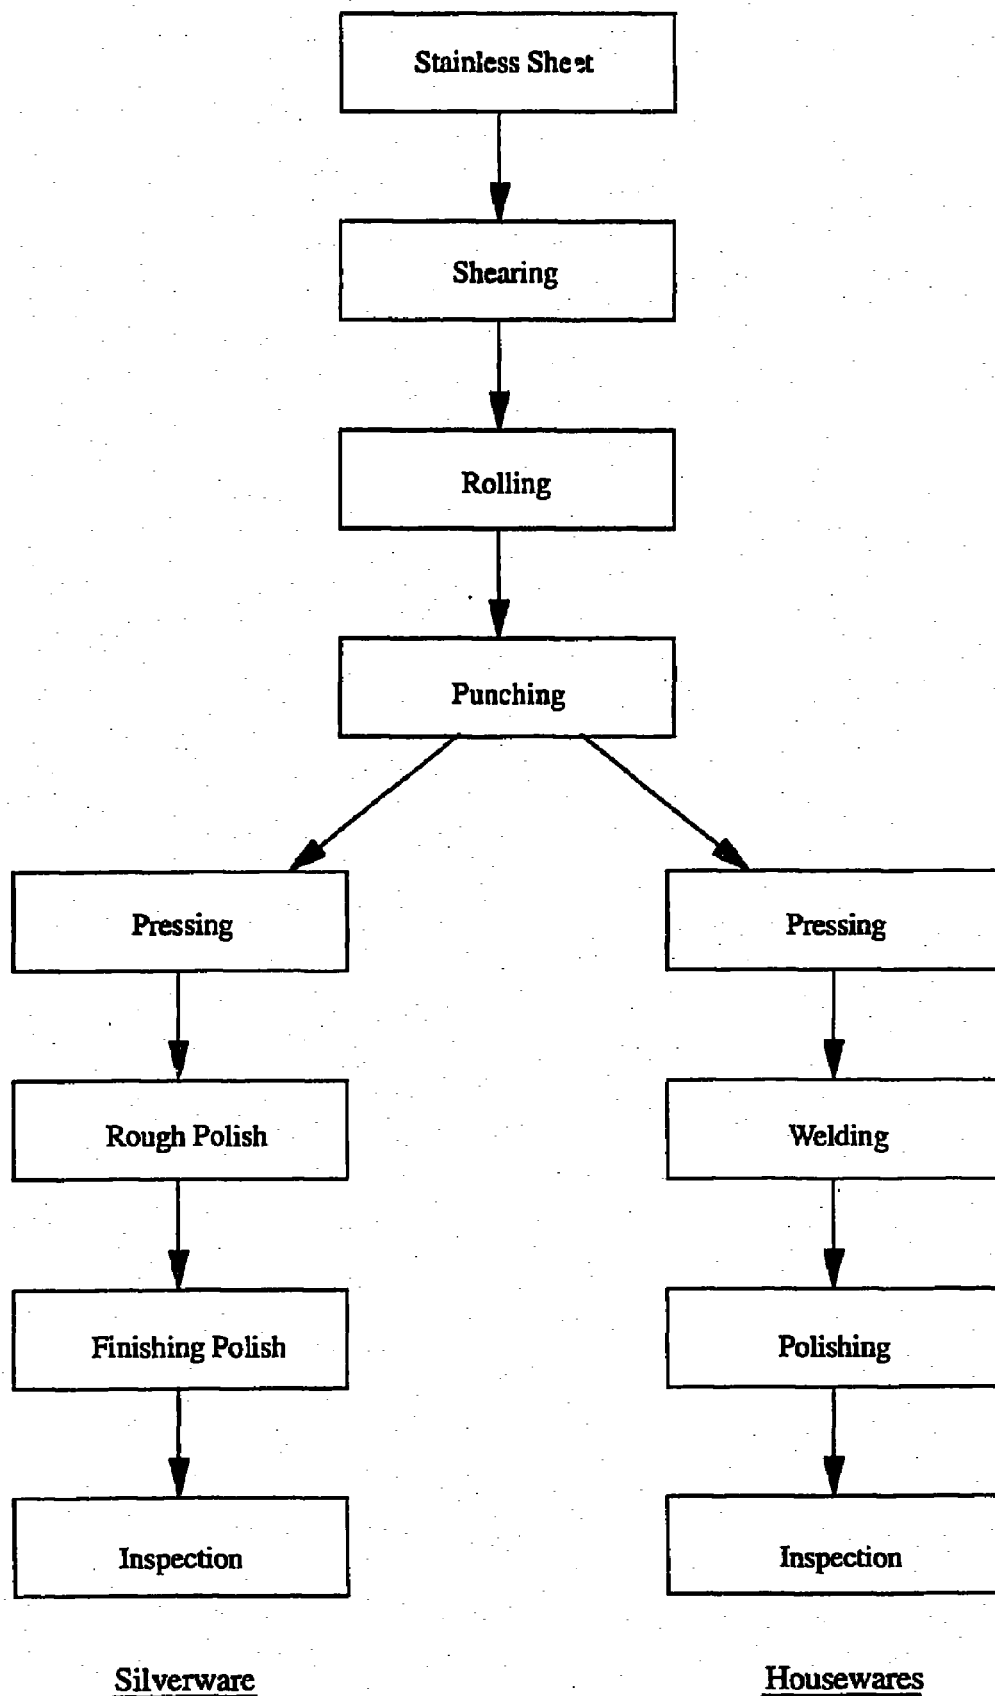 Stainless Sheet
Shearing
Rolling
Punching
Pressing
Rough Polish
Finishing Polish
Inspection
Silverware
Pressing
Welding
Polishing
Inspection
Housewares